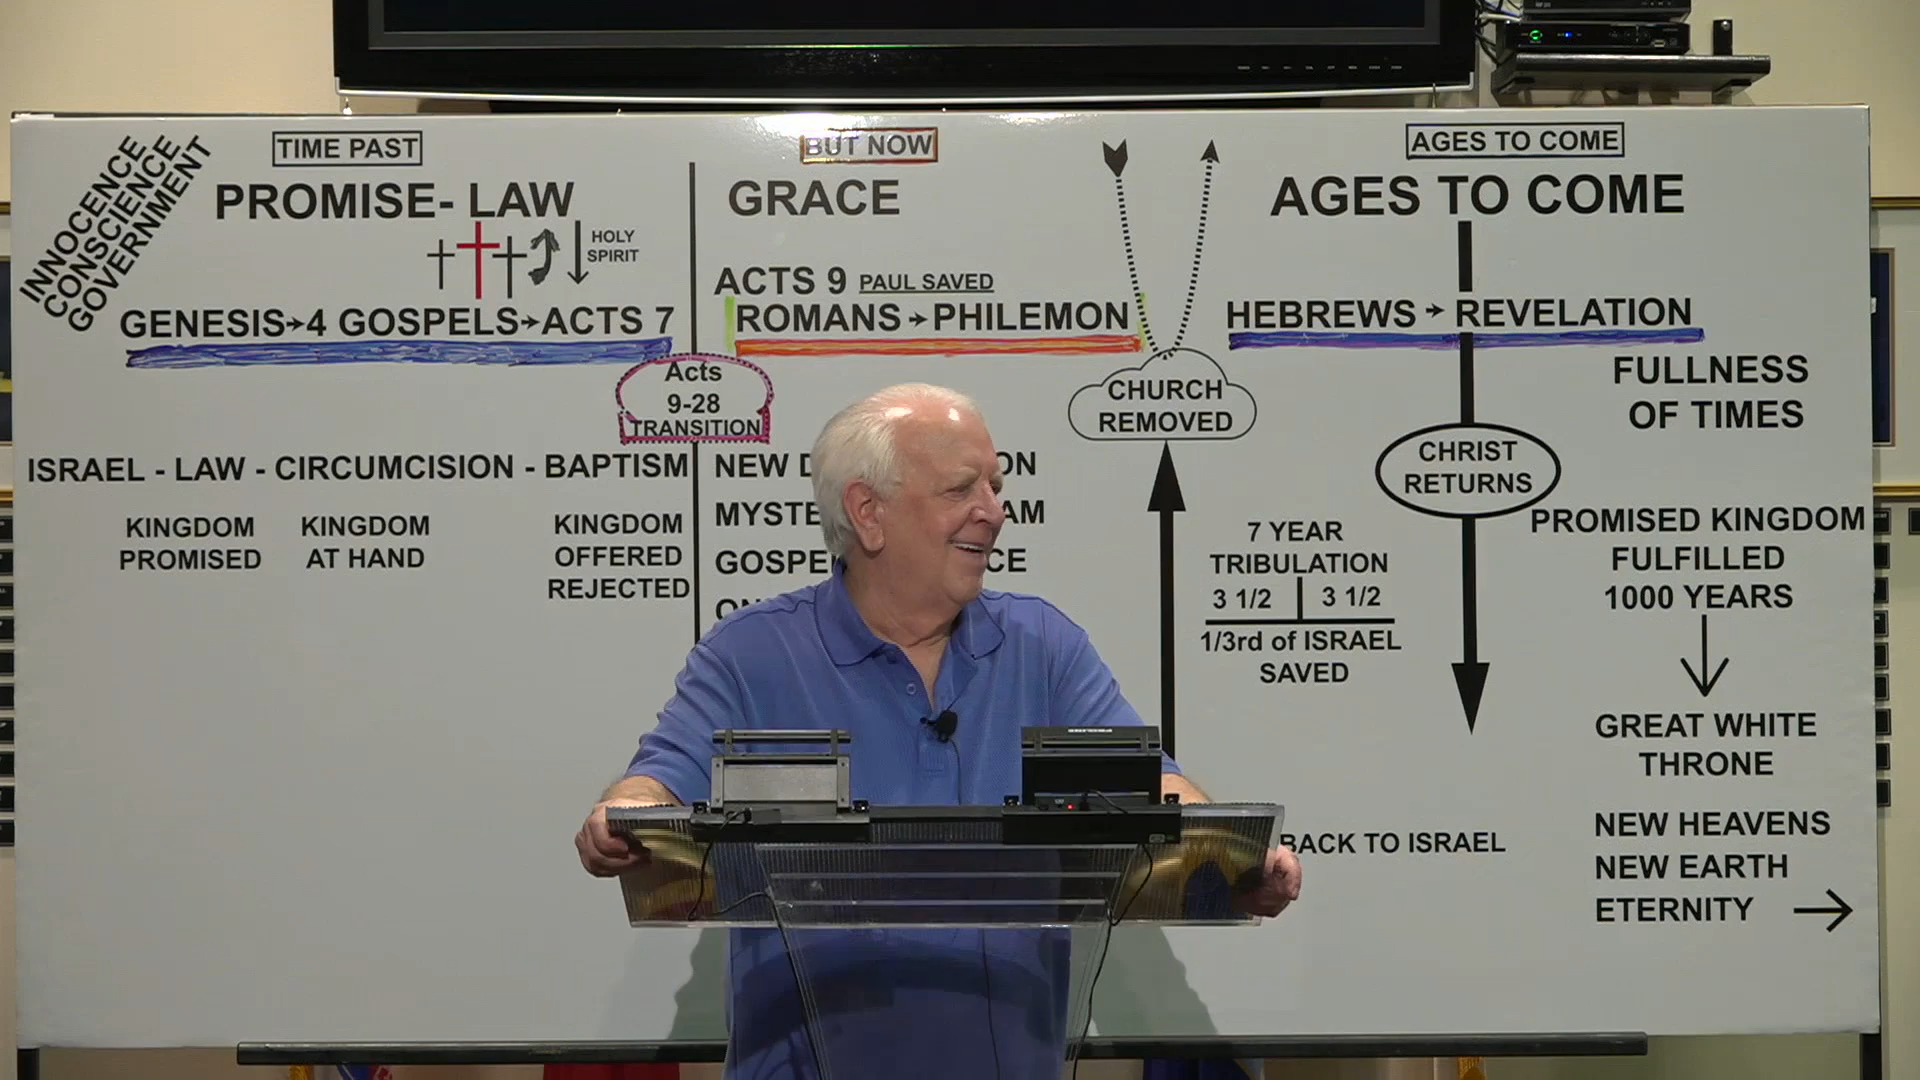 INNOCENCE
CONSCIENCE
GOVERNMENT
TIME PAST
PROMISE- LAW
HOLY
SPIRIT
GENESIS→4 GOSPELS→ACTS 7
Acts
9-28
TRANSITION
ISRAEL - LAW - CIRCUMCISION - BAPTISM
KINGDOM
PROMISED
KINGDOM
AT HAND
KINGDOM
OFFERED
REJECTED
BUT NOW
GRACE
ACTS 9 PAUL SAVED
ROMANS→PHILEMON
NEW
CHURCH
REMOVED
AGES TO COME
AGES TO COME
HEBREWS→REVELATION
FULLNESS
OF TIMES
CHRIST
RETURNS
7 YEAR
TRIBULATION
3 1/2 3 1/2
1/3rd of ISRAEL
SAVED
PROMISED KINGDOM
FULFILLED
1000 YEARS
GREAT WHITE
THRONE
BACK TO ISRAEL
NEW HEAVENS
NEW EARTH
ETERNITY →